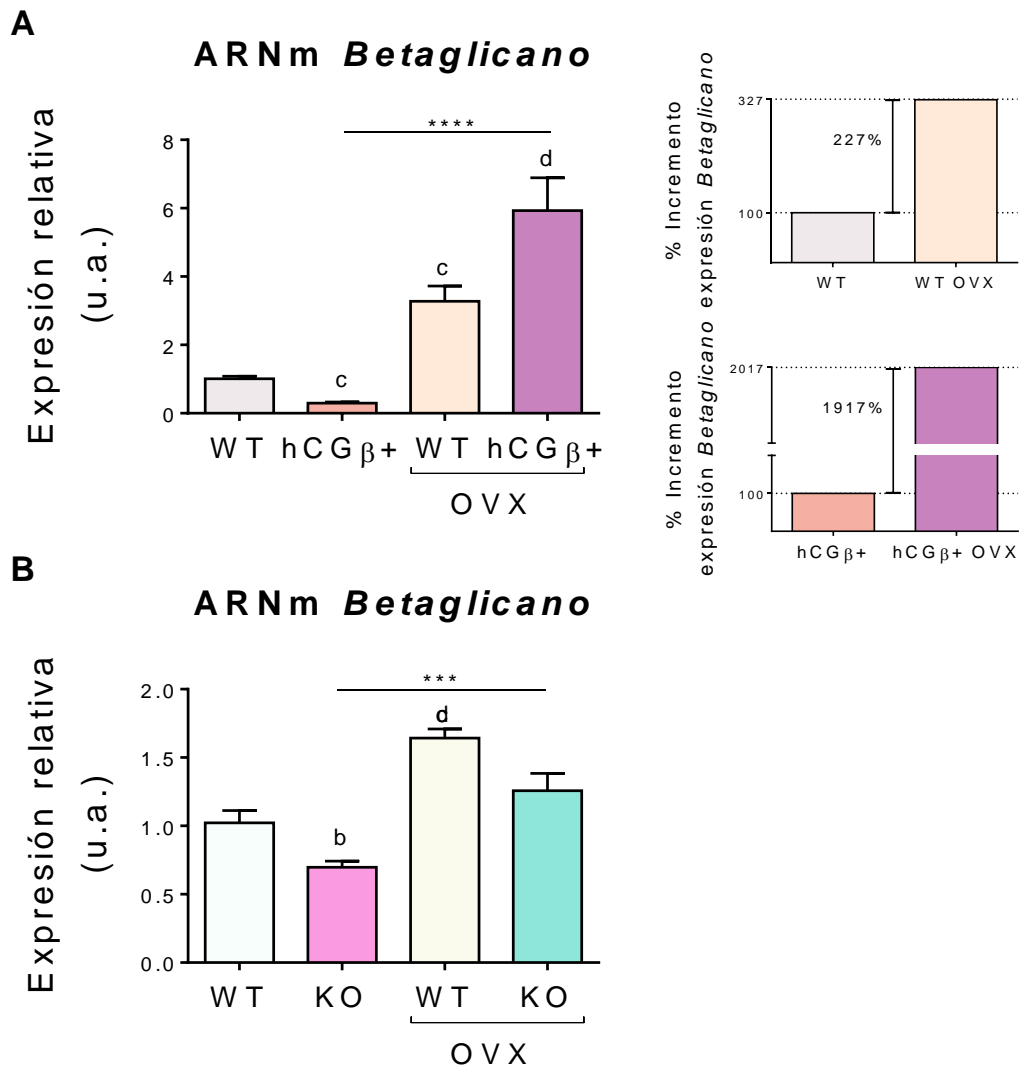 A
ARNm Betaglicano
Expresión relativa
(u.a.)
8
6
4
2
0
****
c
c
d
WT hCGβ+ WT hCGβ+
OVX
% Incremento
expresión Betaglicano
327
100
227%
WT WT OVX
% Incremento
expresión Betaglicano
2017
100
1917%
hCGβ+ hCGβ+ OVX
B
ARNm Betaglicano
Expresión relativa
(u.a.)
2.0
1.5
1.0
0.5
0.0
***
b
d
WT KO WT KO
OVX